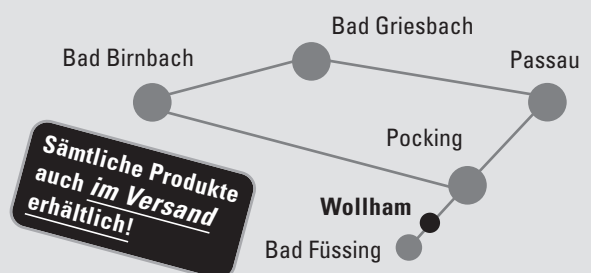 Bad Griesbach
Bad Birnbach
Passau
Pocking
Sämtliche Produkte
auch im Versand
erhältlich!
Wollham
Bad Füssing